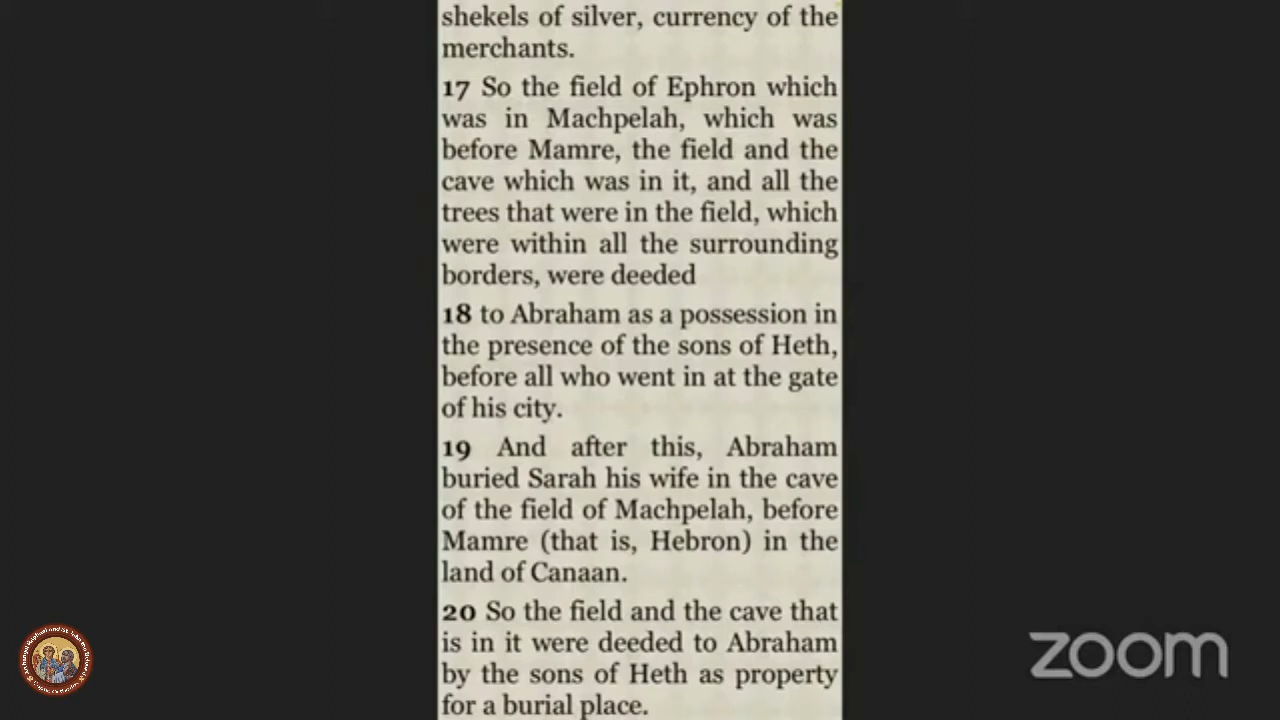 shekels of silver, currency of the
merchants.
17 So the field of Ephron which
was in Machpelah, which was
before Mamre, the field and the
cave which was in it, and all the
trees that were in the field, which
were within all the surrounding
borders, were deeded
18 to Abraham as a possession in
the presence of the sons of Heth,
before all who went in at the gate
of his city.
19 And after this, Abraham
buried Sarah his wife in the cave
of the field of Machpelah, before
Mamre (that is, Hebron) in the
land of Canaan.
20 So the field and the cave that
is in it were deeded to Abraham
by the sons of Heth as property
for a burial place.
zoom